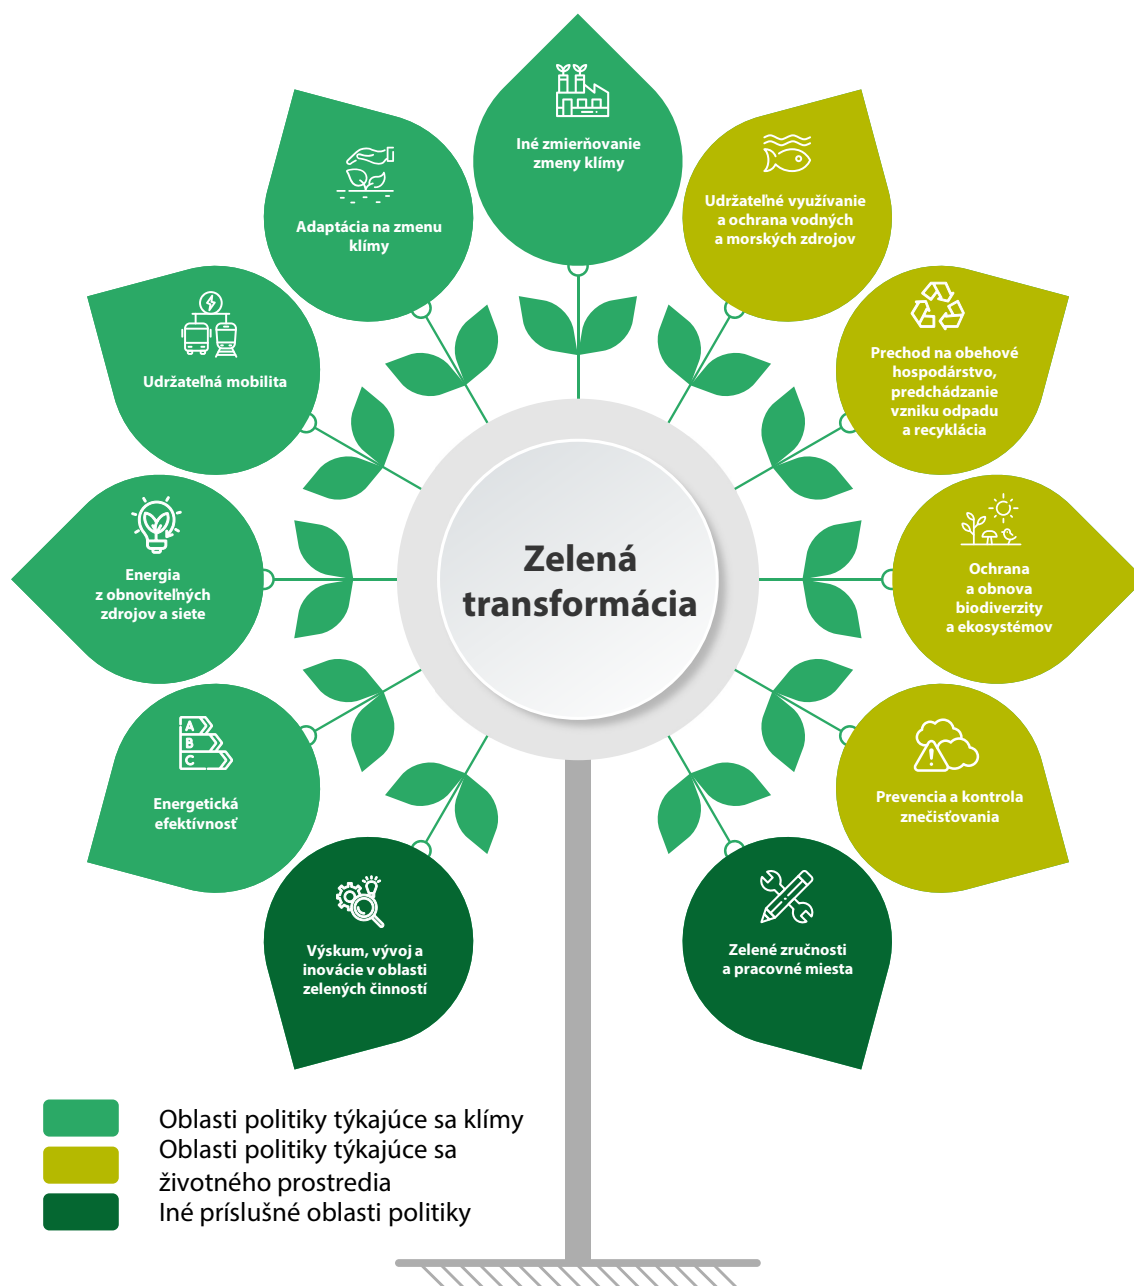 Iné zmierňovanie
zmeny klímy
Adaptácia na zmenu
klímy
Udržateľné využívanie
a ochrana vodných
a morských zdrojov
Udržateľná mobilita
Prechod na obehové
hospodárstvo,
predchádzanie
vzniku odpadu
a recyklácia
Energia
z obnoviteľných
zdrojov a siete
Zelená
transformácia
Ochrana
a obnova
biodiverzity
a ekosystémov
A
B
C
Energetická
efektívnosť
Prevencia a kontrola
znečisťovania
Výskum, vývoj a
inovácie v oblasti
zelených činností
Zelené zručnosti
a pracovné miesta
Oblasti politiky týkajúce sa klímy
Oblasti politiky týkajúce sa
životného prostredia
Iné príslušné oblasti politiky